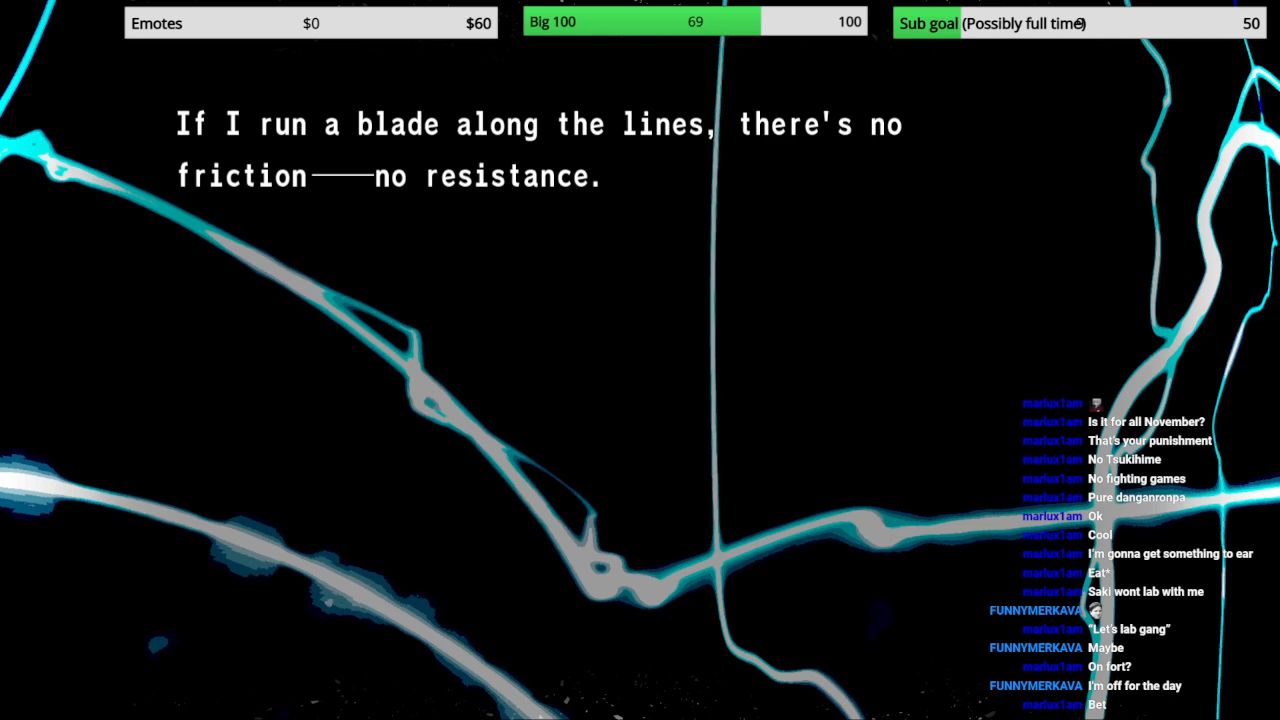 Emotes $0 $60
Big 100 69 100
Sub goal (Possibly full time) 50
If I run a blade along the lines, there's no
friction──no resistance.
marlux1am
marlux1am Is it for all November?
marlux1am That's your punishment
marlux1am No Tsukihime
marlux1am No fighting games
marlux1am Pure danganronpa
marlux1am Ok
marlux1am Cool
marlux1am I'm gonna get something to ear
marlux1am Eat*
marlux1am Saki wont lab with me
FUNNYMERKAVA
marlux1am "Let's lab gang"
FUNNYMERKAVA Maybe
marlux1am On fort?
FUNNYMERKAVA I'm off for the day
marlux1am Bet